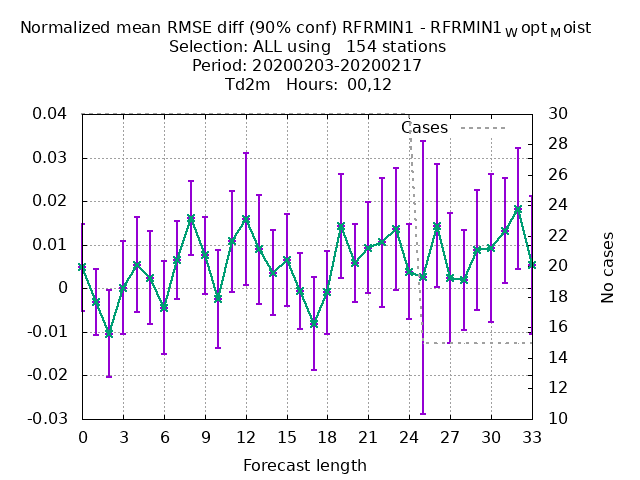 Normalized mean RMSE diff (90% conf) RFRMIN1 - RFRMIN1WoptMoist
Selection: ALL using 154 stations
Period: 20200203-20200217
Td2m Hours: 00,12
Cases
0.04
0.03
0.02
0.01
0
-0.01
-0.02
-0.03
30
28
26
24
22
20
18
16
14
12
10
No cases
0 3 6 9 12 15 18 21 24 27 30 33
Forecast length